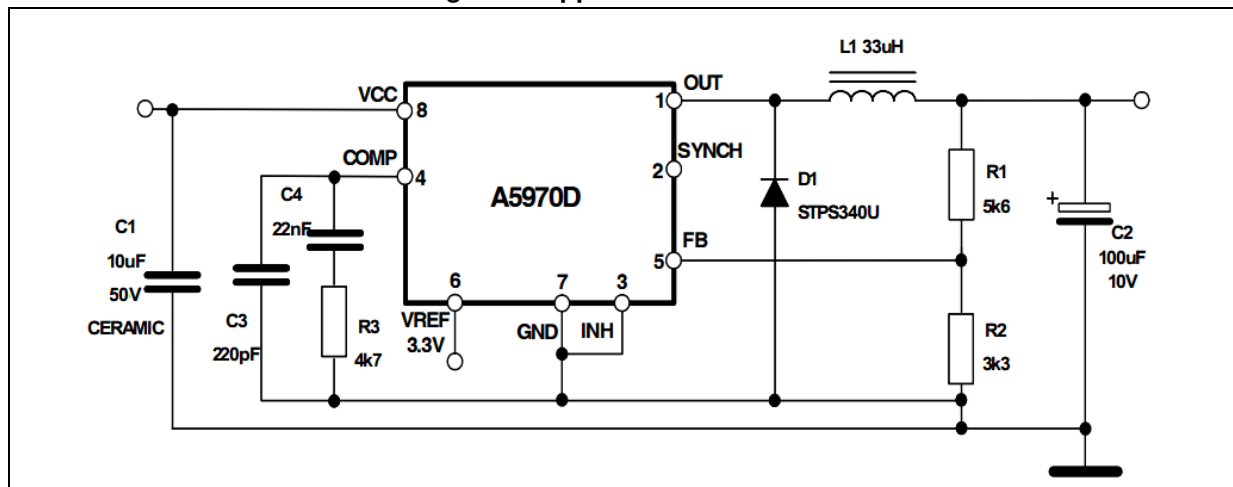 L1 33uH
OUT
VCC
1
8
SYNCH
COMP
2
4
A5970D
R1
5k6
D1
STPS340U
C4
22nF
+
C1
10uF
50V
CERAMIC
FB
5
C2
100uF
10V
6
7
3
VREF
3.3V
GND
INH
C3
220pF
R3
4k7
R2
3k3